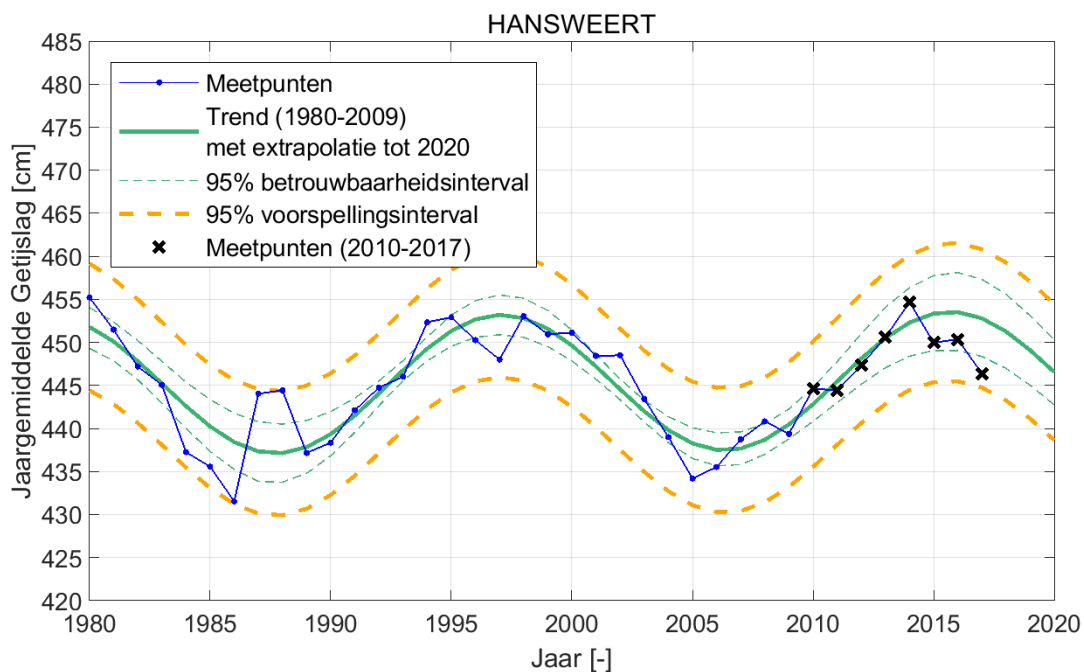 HANSWEERT
485
480
475
470
465
460
455
450
445
440
435
430
425
420
Jaargemiddelde Getijslag [cm]
Meetpunten
Trend (1980-2009)
met extrapolatie tot 2020
95% betrouwbaarheidsinterval
95% voorspellingsinterval
Meetpunten (2010-2017)
1980 1985 1990 1995 2000 2005 2010 2015 2020
Jaar [-]